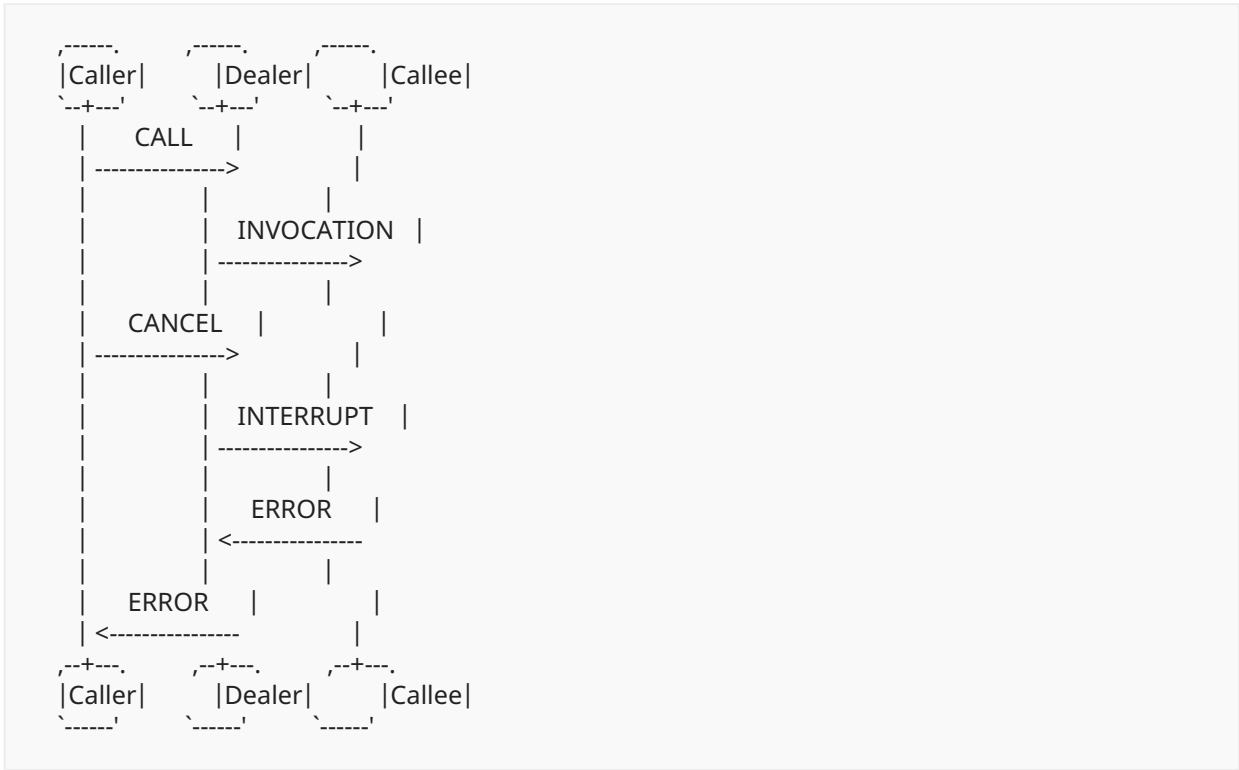 ,------.          ,------.          ,------.
|Caller|          |Dealer|          |Callee|
`--+---'          `--+---'          `--+---'
   |       CALL      |                 |
   | ---------------->                 |
   |                 |                 |
   |                 |    INVOCATION   |
   |                 | ---------------->
   |                 |                 |
   |      CANCEL     |                 |
   | ---------------->                 |
   |                 |                 |
   |                 |    INTERRUPT    |
   |                 | ---------------->
   |                 |                 |
   |                 |      ERROR      |
   |                 | <----------------
   |                 |                 |
   |      ERROR      |                 |
   | <----------------                 |
,--+---.          ,--+---.          ,--+---.
|Caller|          |Dealer|          |Callee|
`------'          `------'          `------'